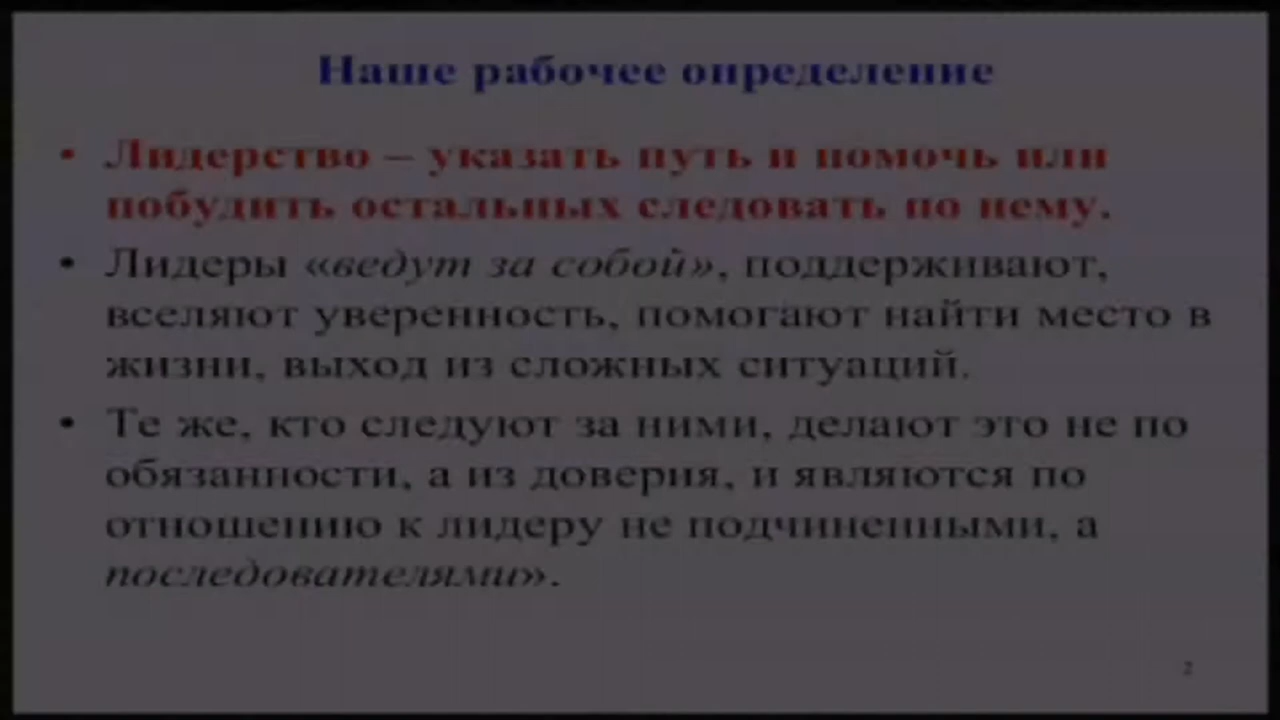 Наше рабочее определение
• Лидерство – указать путь и помочь или
побудить остальных следовать по нему.
• Лидеры «ведут за собой», поддерживают,
вселяют уверенность, помогают найти место в
жизни, выход из сложных ситуаций.
• Те же, кто следуют за ними, делают это не по
обязанности, а из доверия, и являются по
отношению к лидеру не подчиненными, а
последователями».
2